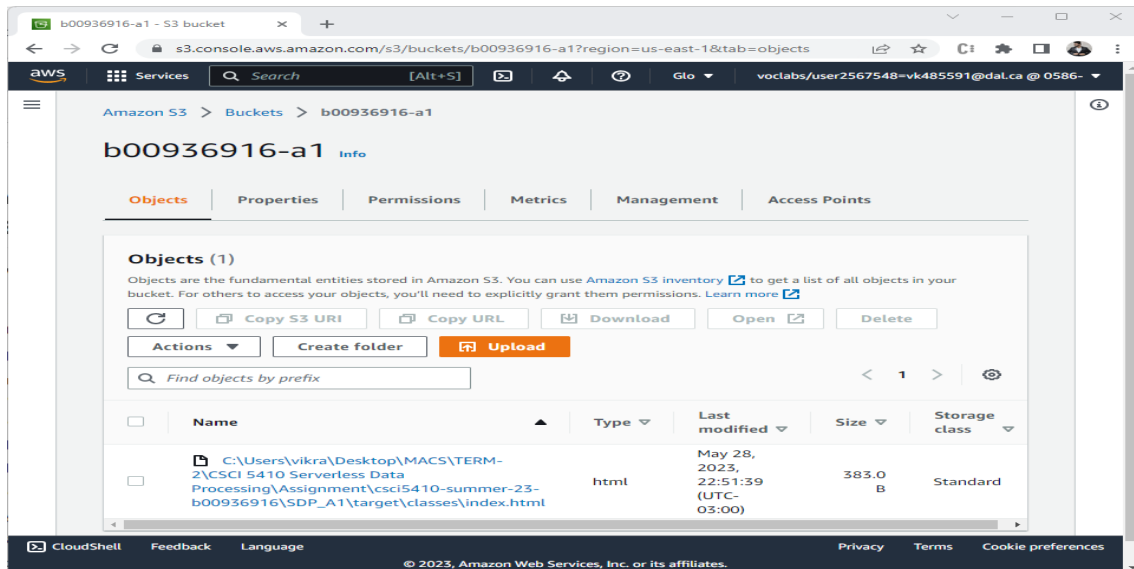 b00936916-a1 - S3 bucket
s3.console.aws.amazon.com/s3/buckets/b00936916-a1?region=us-east-1&tab=objects
aws Services Search [Alt+S] Glo voclabs/user2567548=vk485591@dal.ca @ 0586-
Amazon S3 > Buckets > b00936916-a1
b00936916-a1 Info
Objects Properties Permissions Metrics Management Access Points
Objects (1)
Objects are the fundamental entities stored in Amazon S3. You can use Amazon S3 inventory to get a list of all objects in your
bucket. For others to access your objects, you'll need to explicitly grant them permissions. Learn more
Copy S3 URI Copy URL Download Open Delete
Actions Create folder Upload
Find objects by prefix < 1 >
Name Type Last modified Size Storage class
C:\Users\vikra\Desktop\MACS\TERM-
2\CSCI 5410 Serverless Data
Processing\Assignment\csci5410-summer-23-
b00936916\SDP_A1\target\classes\index.html
html
May 28,
2023,
22:51:39
(UTC-
03:00)
383.0
B
Standard
CloudShell Feedback Language Privacy Terms Cookie preferences
© 2023, Amazon Web Services, Inc. or its affiliates.